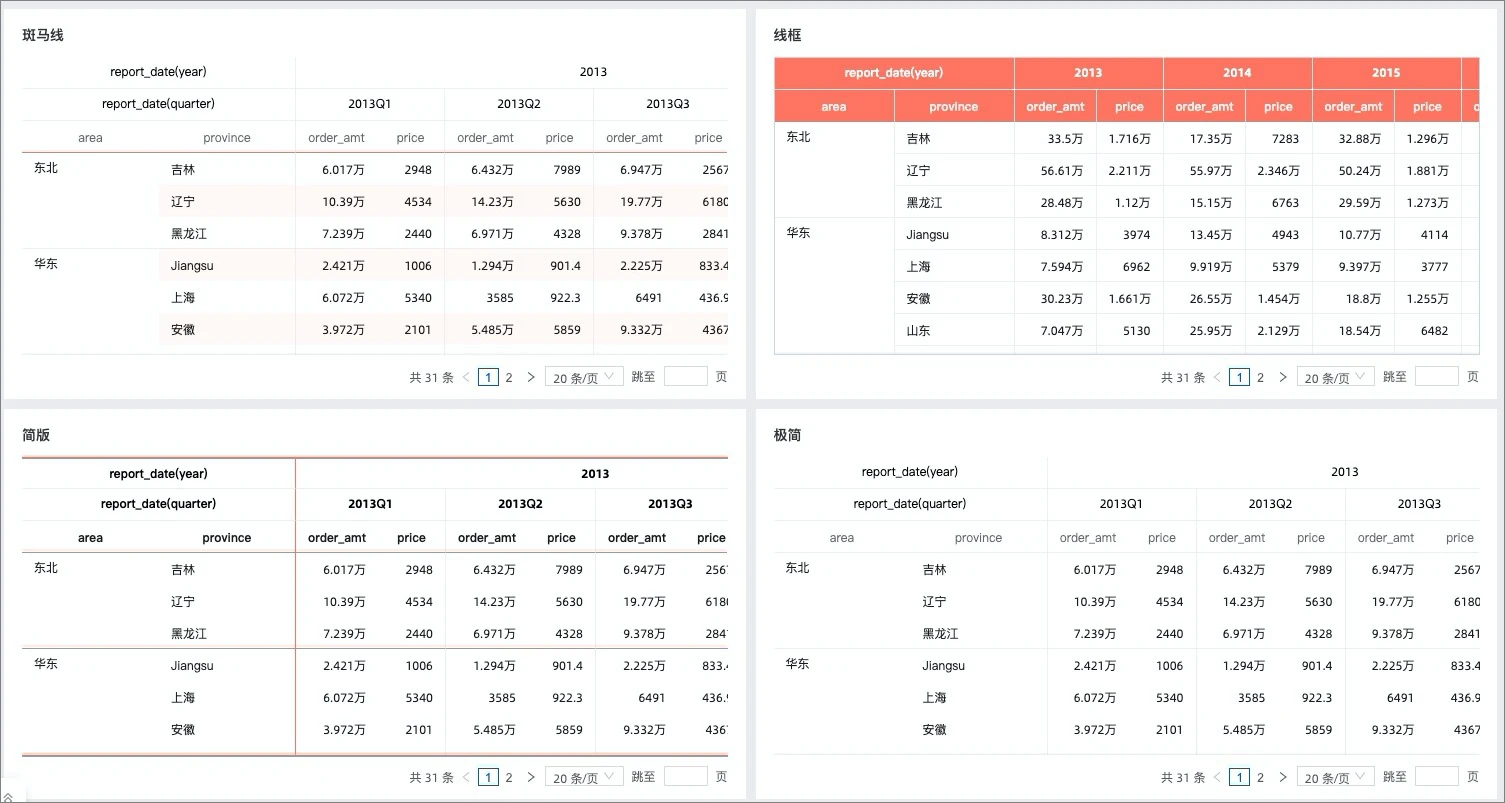 斑马线
report_date(year) 2013
report_date(quarter) 2013Q1 2013Q2 2013Q3
area province order_amt price order_amt price order_amt price
东北 吉林 6.017万 2948 6.432万 7989 6.947万 2567
辽宁 10.39万 4534 14.23万 5630 19.77万 6180
黑龙江 7.239万 2440 6.971万 4328 9.378万 2841
华东 Jiangsu 2.421万 1006 1.294万 901.4 2.225万 833.4
上海 6.072万 5340 3585 922.3 6491 436.9
安徽 3.972万 2101 5.485万 5859 9.332万 4367
共 31 条 1 2 20 条/页 跳至 页
线框
report_date(year) 2013 2014 2015
area province order_amt price order_amt price order_amt price
东北 吉林 33.5万 1.716万 17.35万 7283 32.88万 1.296万
辽宁 56.61万 2.211万 55.97万 2.346万 50.24万 1.881万
黑龙江 28.48万 1.12万 15.15万 6763 29.59万 1.273万
华东 Jiangsu 8.312万 3974 13.45万 4943 10.77万 4114
上海 7.594万 6962 9.919万 5379 9.397万 3777
安徽 30.23万 1.661万 26.55万 1.454万 18.8万 1.255万
山东 7.047万 5130 25.95万 2.129万 18.54万 6482
共 31 条 1 2 20 条/页 跳至 页
简版
report_date(year) 2013
report_date(quarter) 2013Q1 2013Q2 2013Q3
area province order_amt price order_amt price order_amt price
东北 吉林 6.017万 2948 6.432万 7989 6.947万 256
辽宁 10.39万 4534 14.23万 5630 19.77万 618
黑龙江 7.239万 2440 6.971万 4328 9.378万 284
华东 Jiangsu 2.421万 1006 1.294万 901.4 2.225万 833.
上海 6.072万 5340 3585 922.3 6491 436.
安徽 3.972万 2101 5.485万 5859 9.332万 436
共 31 条 1 2 20 条/页 跳至 页
极简
report_date(year) 2013
report_date(quarter) 2013Q1 2013Q2 2013Q3
area province order_amt price order_amt price order_amt price
东北 吉林 6.017万 2948 6.432万 7989 6.947万 2567
辽宁 10.39万 4534 14.23万 5630 19.77万 6180
黑龙江 7.239万 2440 6.971万 4328 9.378万 2841
华东 Jiangsu 2.421万 1006 1.294万 901.4 2.225万 833.4
上海 6.072万 5340 3585 922.3 6491 436.9
安徽 3.972万 2101 5.485万 5859 9.332万 4367
共 31 条 1 2 20 条/页 跳至 页